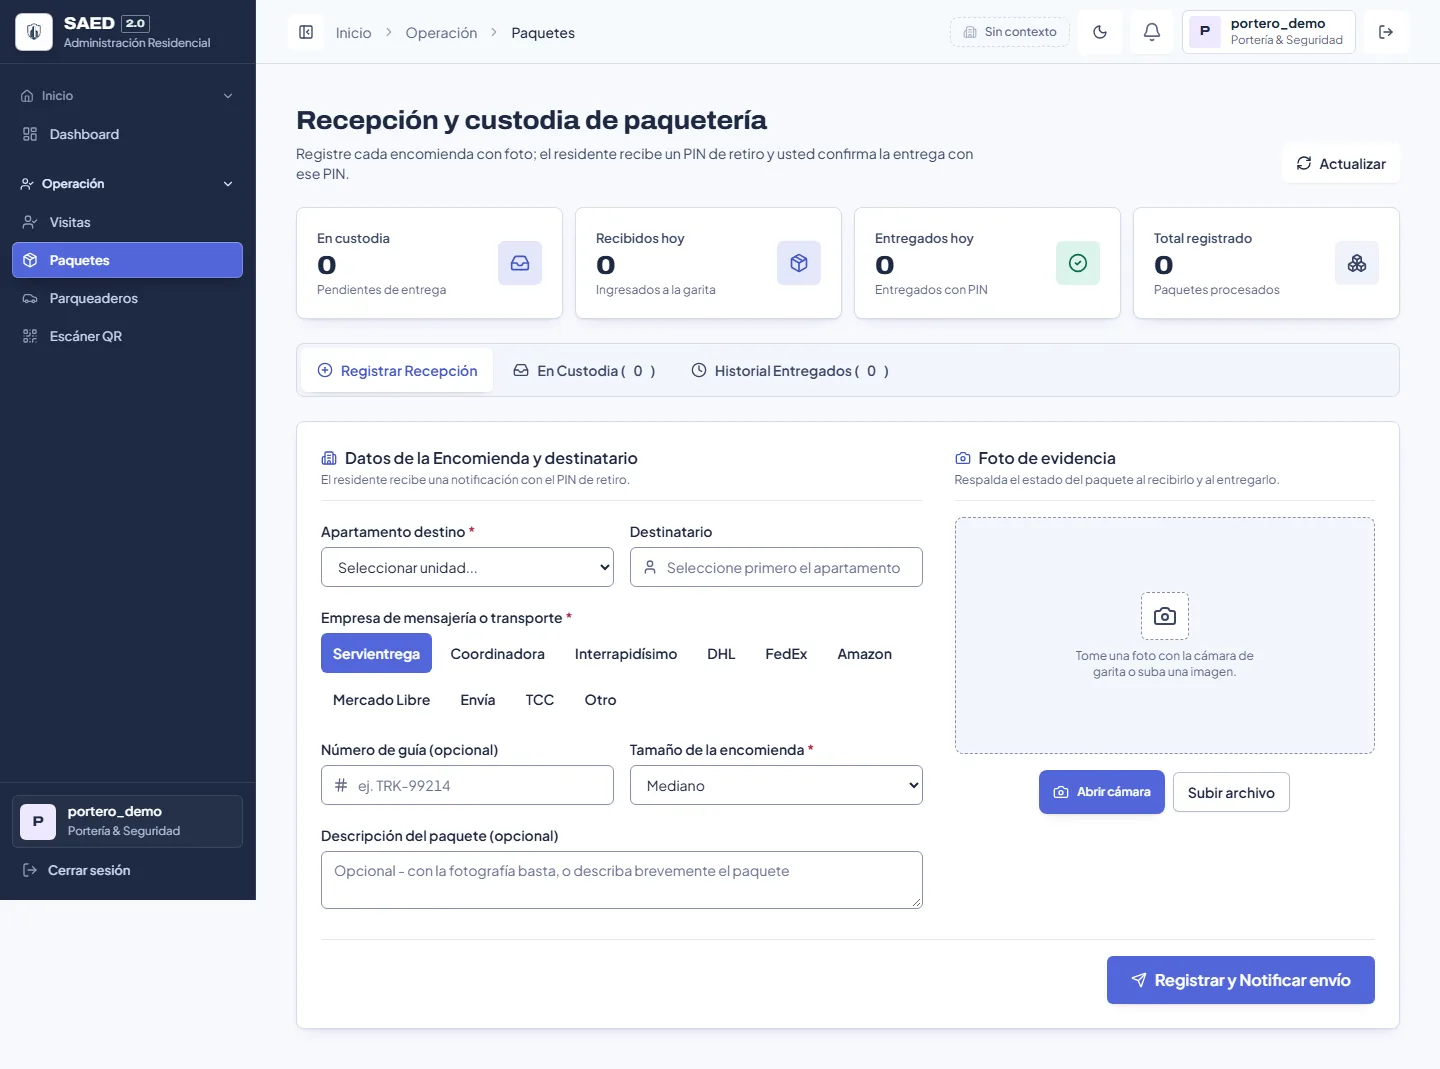 SAED 2.0
Administración Residencial
Inicio
Dashboard
Operación
Visitas
Paquetes
Parqueaderos
Escáner QR
P
portero_demo
Portería & Seguridad
Cerrar sesión
Inicio > Operación > Paquetes
Sin contexto
P
portero_demo
Portería & Seguridad
Recepción y custodia de paquetería
Registre cada encomienda con foto; el residente recibe un PIN de retiro y usted confirma la entrega con
ese PIN.
Actualizar
En custodia
0
Pendientes de entrega
Recibidos hoy
0
Ingresados a la garita
Entregados hoy
0
Entregados con PIN
Total registrado
0
Paquetes procesados
Registrar Recepción
En Custodia ( 0 )
Historial Entregados ( 0 )
Datos de la Encomienda y destinatario
El residente recibe una notificación con el PIN de retiro.
Apartamento destino *
Seleccionar unidad...
Destinatario
Seleccione primero el apartamento
Empresa de mensajería o transporte *
Servientrega Coordinadora Interrapidísimo DHL FedEx Amazon
Mercado Libre Envía TCC Otro
Número de guía (opcional)
# ej. TRK-99214
Tamaño de la encomienda *
Mediano
Descripción del paquete (opcional)
Opcional - con la fotografía basta, o describa brevemente el paquete
Foto de evidencia
Respalda el estado del paquete al recibirlo y al entregarlo.
Tome una foto con la cámara de
garita o suba una imagen.
Abrir cámara
Subir archivo
Registrar y Notificar envío